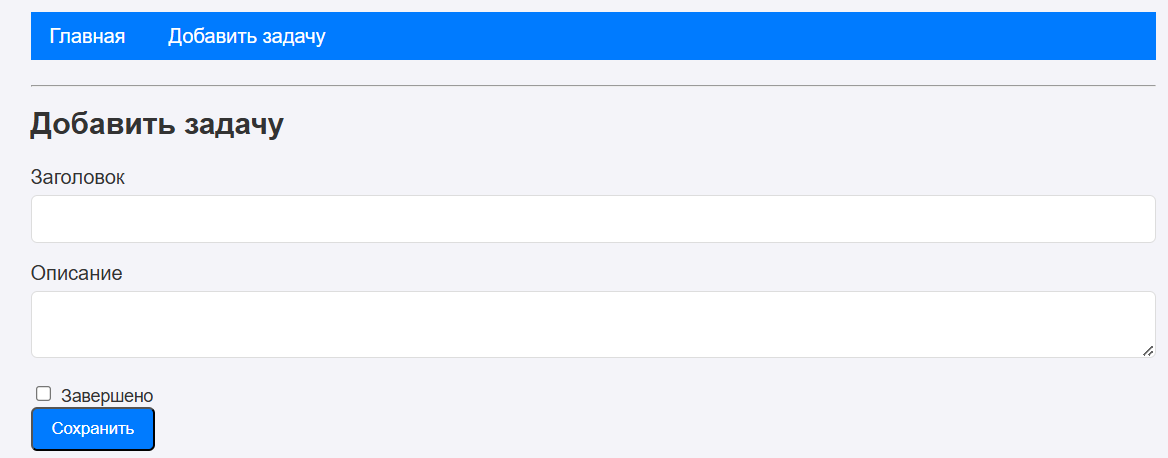 Главная Добавить задачу
Добавить задачу
Заголовок
Описание
Завершено
Сохранить